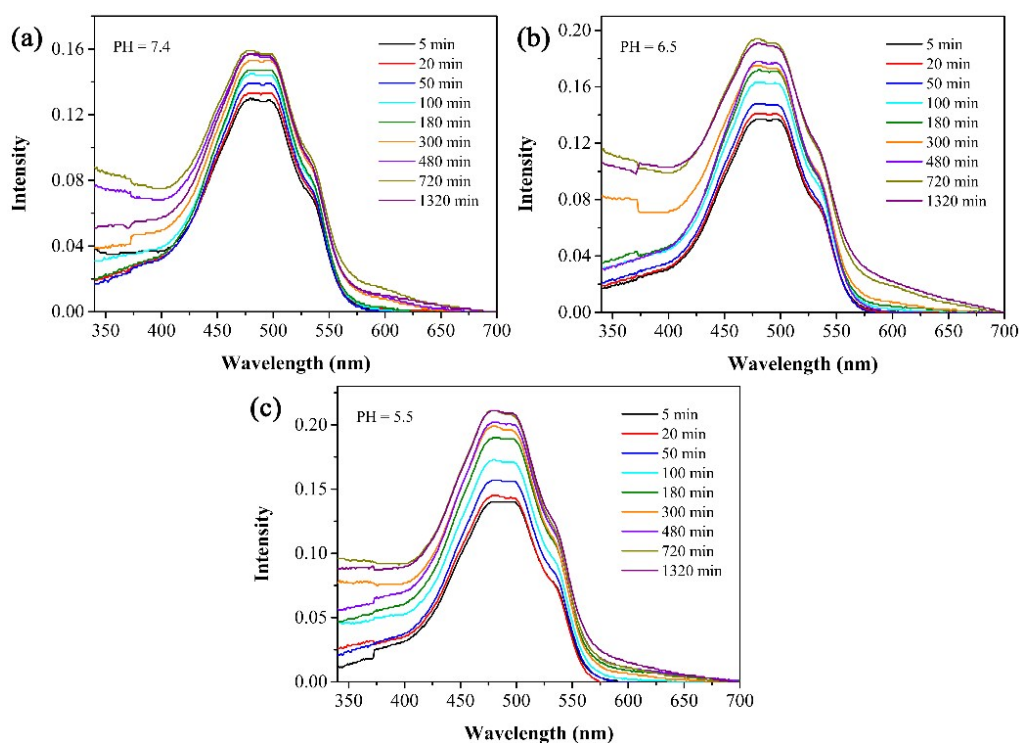 (a)
PH = 7.4
5 min
20 min
50 min
100 min
180 min
300 min
480 min
720 min
1320 min
0.16
0.12
0.08
0.04
0.00
Intensity
350 400 450 500 550 600 650 700
Wavelength (nm)
(b)
PH = 6.5
5 min
20 min
50 min
100 min
180 min
300 min
480 min
720 min
1320 min
0.20
0.16
0.12
0.08
0.04
0.00
Intensity
350 400 450 500 550 600 650 700
Wavelength (nm)
(c)
PH = 5.5
5 min
20 min
50 min
100 min
180 min
300 min
480 min
720 min
1320 min
0.20
0.15
0.10
0.05
0.00
Intensity
350 400 450 500 550 600 650 700
Wavelength (nm)